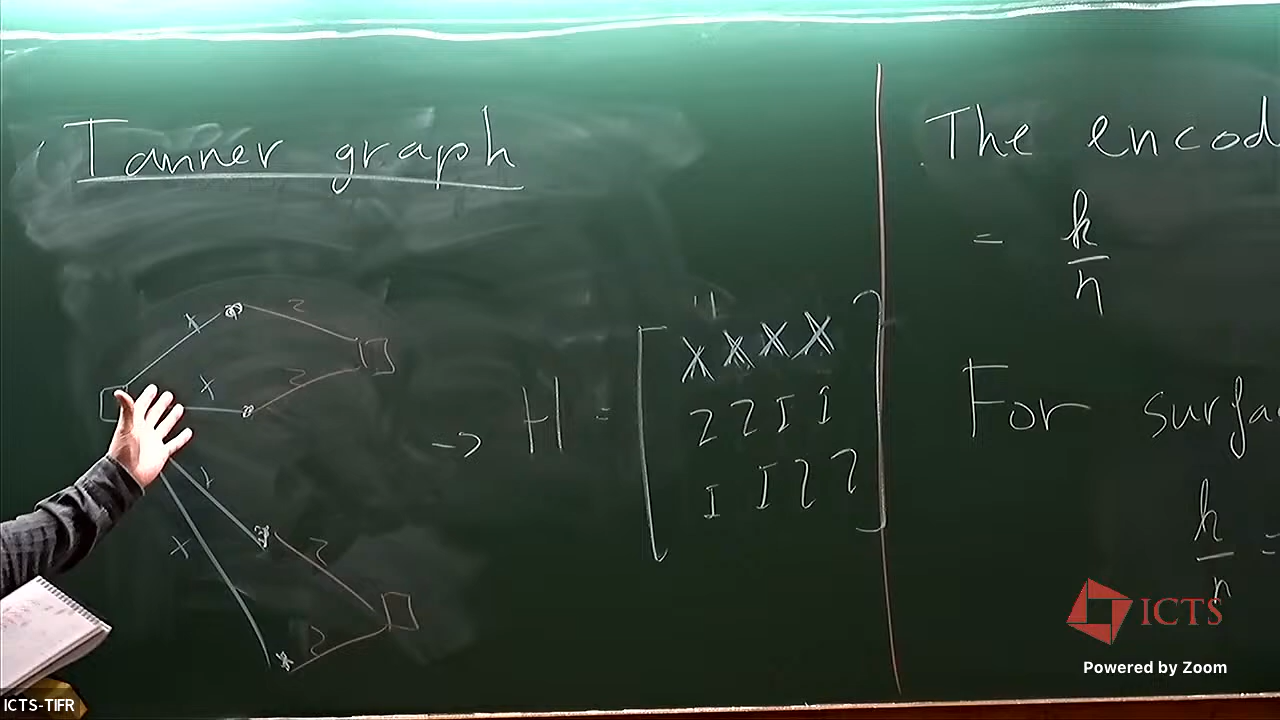 Tanner graph
X Z
X Z
X Z
X Z
→ H = [ X X X X
Z Z I I
I I Z Z ]
The encod
= k
n
For surfa
k
n =
ICTS
Powered by Zoom
ICTS-TIFR